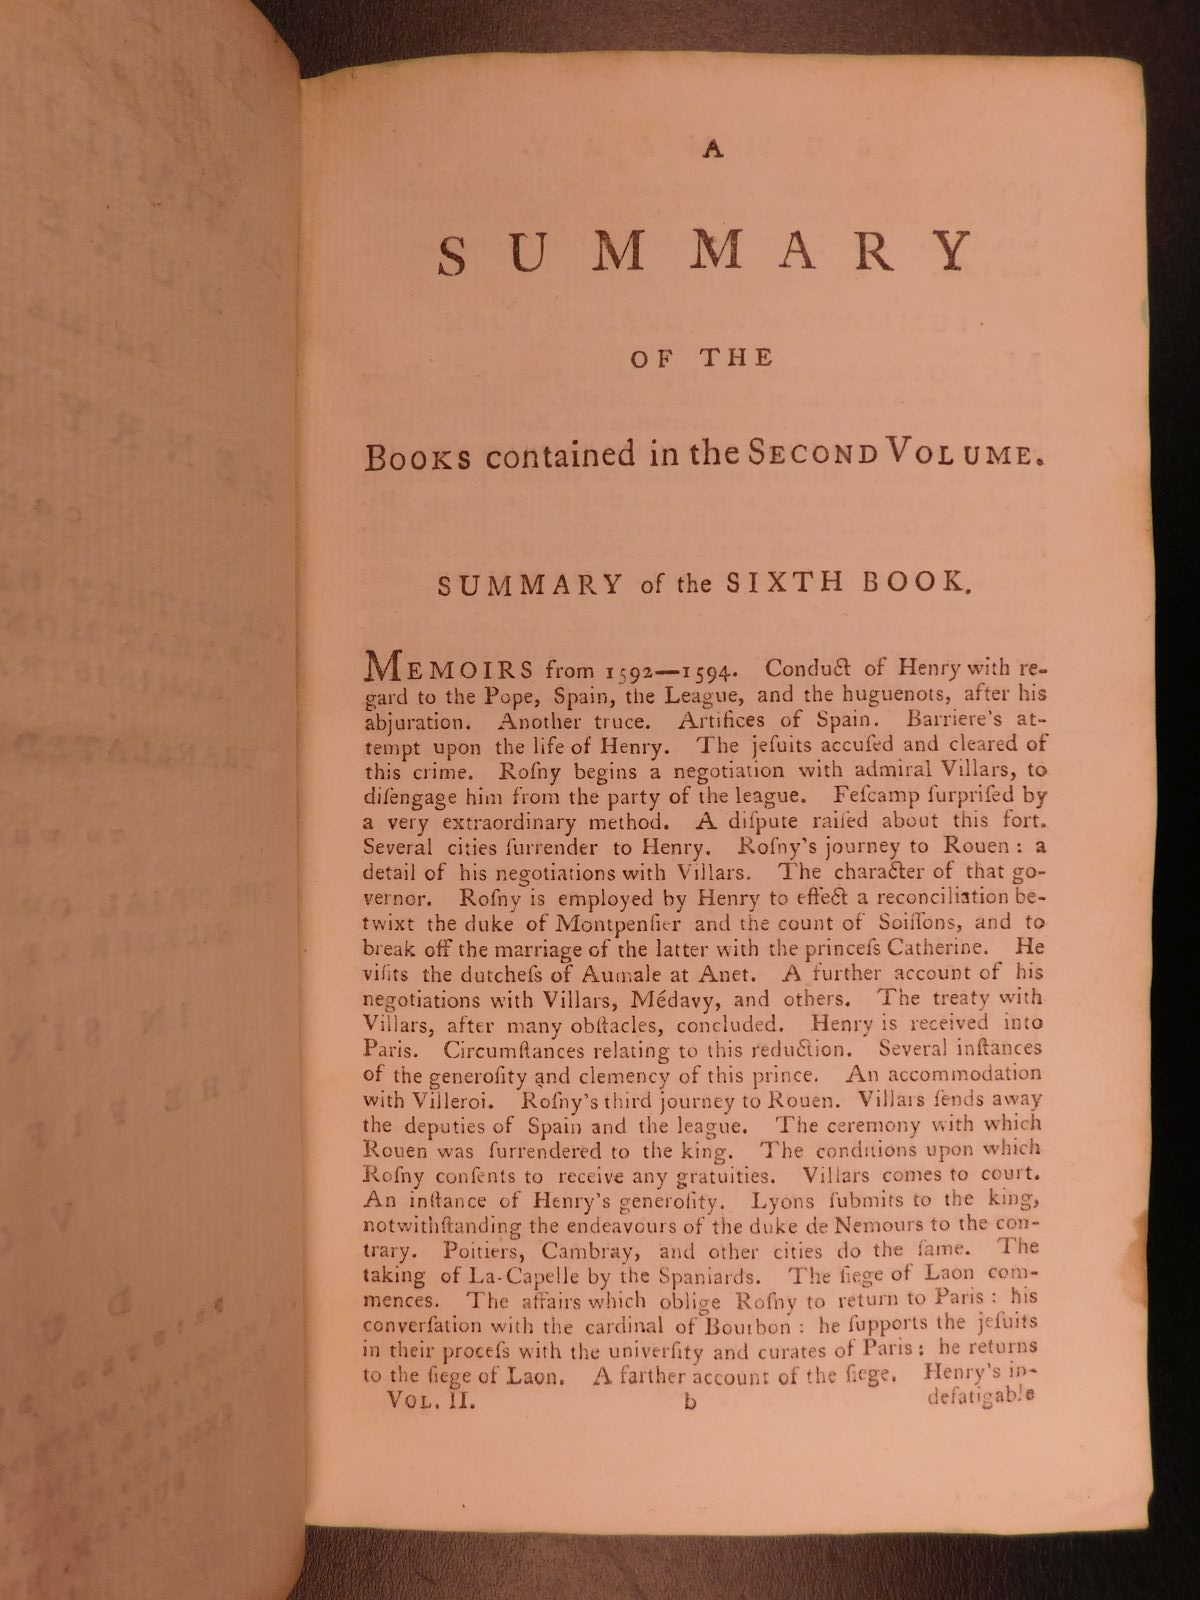 A
SUMMARY
OF THE
BOOKS contained in the SECOND VOLUME.
SUMMARY of the SIXTH BOOK.
MEMOIRS from 1592—1594. Conduct of Henry with re-
gard to the Pope, Spain, the League, and the huguenots, after his
abjuration. Another truce. Artifices of Spain. Barriere's at-
tempt upon the life of Henry. The jeſuits accuſed and cleared of
this crime. Roſny begins a negotiation with admiral Villars, to
diſengage him from the party of the league. Feſcamp ſurpriſed by
a very extraordinary method. A diſpute raiſed about this fort.
Several cities ſurrender to Henry. Roſny's journey to Rouen: a
detail of his negotiations with Villars. The character of that go-
vernor. Roſny is employed by Henry to effect a reconciliation be-
twixt the duke of Montpenſier and the count of Soiſſons, and to
break off the marriage of the latter with the princeſs Catherine. He
viſits the dutcheſs of Aumale at Anet. A further account of his
negotiations with Villars, Médavy, and others. The treaty with
Villars, after many obſtacles, concluded. Henry is received into
Paris. Circumſtances relating to this reduction. Several inſtances
of the generoſity and clemency of this prince. An accommodation
with Villeroi. Roſny's third journey to Rouen. Villars ſends away
the deputies of Spain and the league. The ceremony with which
Rouen was ſurrendered to the king. The conditions upon which
Roſny conſents to receive any gratuities. Villars comes to court.
An inſtance of Henry's generoſity. Lyons ſubmits to the king,
notwithſtanding the endeavours of the duke de Nemours to the con-
trary. Poitiers, Cambray, and other cities do the ſame. The
taking of La-Capelle by the Spaniards. The ſiege of Laon com-
mences. The affairs which oblige Roſny to return to Paris: his
converſation with the cardinal of Bourbon: he ſupports the jeſuits
in their proceſs with the univerſity and curates of Paris: he returns
to the ſiege of Laon. A farther account of the ſiege. Henry's in-
VOL. II. b defatigable